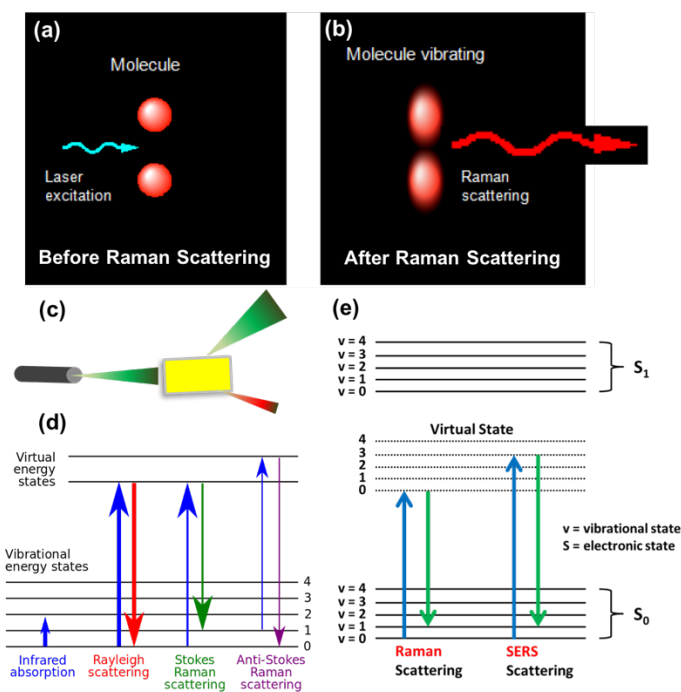 (a)
Molecule
Laser
excitation
Before Raman Scattering
(b)
Molecule vibrating
Raman
scattering
After Raman Scattering
(c)
(d)
Virtual
energy
states
Vibrational
energy states
4
3
2
1
0
Infrared
absorption
Rayleigh
scattering
Stokes
Raman
scattering
Anti-Stokes
Raman
scattering
(e)
v = 4
v = 3
v = 2
v = 1
v = 0
S₁
Virtual State
4
3
2
1
0
v = vibrational state
S = electronic state
v = 4
v = 3
v = 2
v = 1
v = 0
S₀
Raman
Scattering
SERS
Scattering